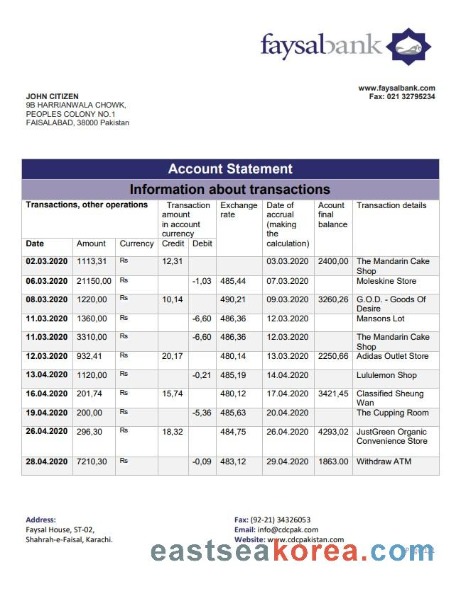 faysalbank
www.faysalbank.com
Fax: 021 32795234
JOHN CITIZEN
9B HARRIANWALA CHOWK,
PEOPLES COLONY NO.1
FAISALABAD, 38000 Pakistan
Account Statement
Information about transactions
Transactions, other operations Transaction amount in account currency Exchange rate Date of accrual (making the calculation) Acount final balance Transaction details
Date Amount Currency Credit Debit
02.03.2020 1113,31 Rs 12,31 03.03.2020 2400,00 The Mandarin Cake Shop
06.03.2020 21150,00 Rs -1,03 485,44 07.03.2020 Moleskine Store
08.03.2020 1220,00 Rs 10,14 490,21 09.03.2020 3260,26 G.O.D. - Goods Of Desire
11.03.2020 1360,00 Rs -6,60 486,36 12.03.2020 Mansons Lot
11.03.2020 3310,00 Rs -6,60 486,36 12.03.2020 The Mandarin Cake Shop
12.03.2020 932,41 Rs 20,17 480,14 13.03.2020 2250,66 Adidas Outlet Store
13.04.2020 1120,00 Rs -0,21 485,19 14.04.2020 Lululemon Shop
16.04.2020 201,74 Rs 15,74 480,12 17.04.2020 3421,45 Classified Sheung Wan
19.04.2020 200,00 Rs -5,36 485,63 20.04.2020 The Cupping Room
26.04.2020 296,30 Rs 18,32 484,75 26.04.2020 4293,02 JustGreen Organic Convenience Store
28.04.2020 7210,30 Rs -0,09 483,12 29.04.2020 1863.00 Withdraw ATM
Address:
Faysal House, ST-02,
Shahrah-e-Faisal, Karachi.
Fax: (92-21) 34326053
Email: info@cdcpak.com
Website: www.cdcpakistan.com
eastseakorea.com